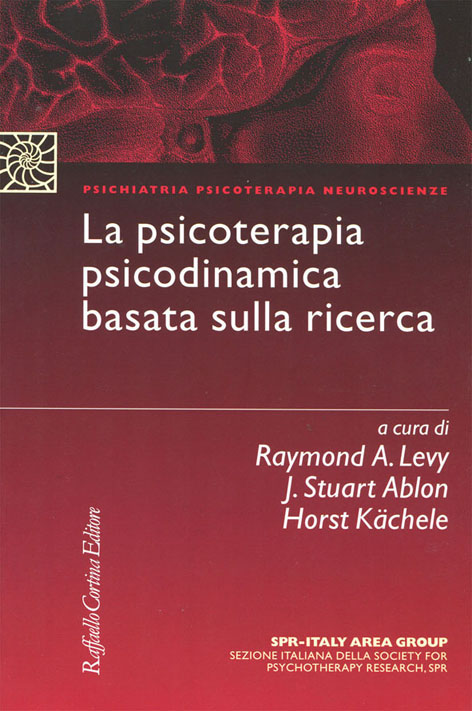 PSICHIATRIA PSICOTERAPIA NEUROSCIENZE
La psicoterapia
psicodinamica
basata sulla ricerca
a cura di
Raymond A. Levy
J. Stuart Ablon
Horst Kächele
Raffaello Cortina Editore
SPR-ITALY AREA GROUP
SEZIONE ITALIANA DELLA SOCIETY FOR
PSYCHOTHERAPY RESEARCH, SPR